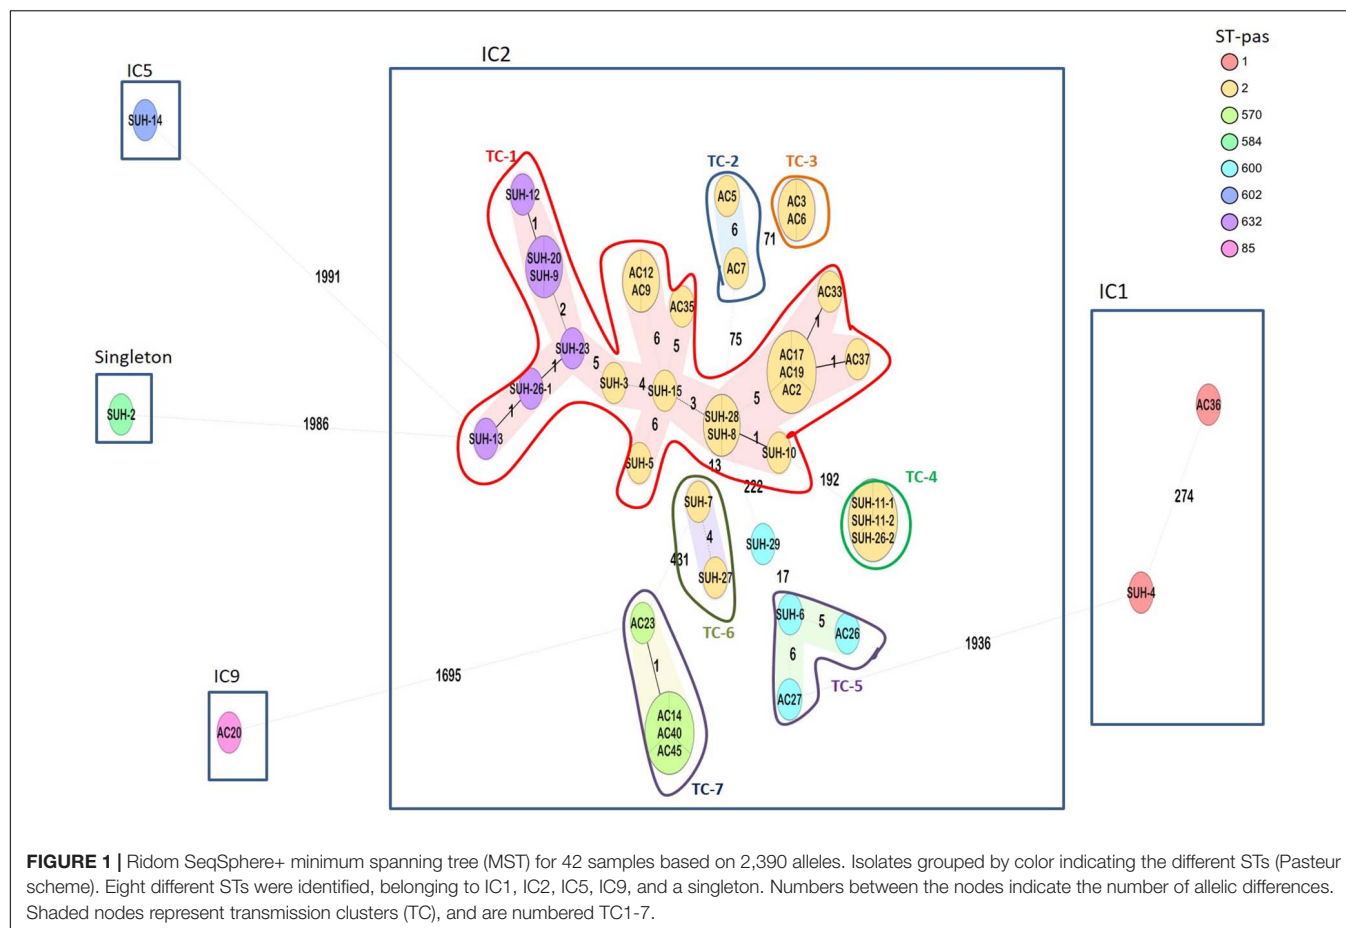 IC2
ST-pas
1
2
570
584
600
602
632
85
IC5
SUH-14
TC-1
TC-2
TC-3
SUH-12
1
SUH-20
SUH-9
2
SUH-23
1
SUH-26-1
1
SUH-13
5
SUH-3
4
SUH-15
AC12
AC9
6
AC35
5
6
SUH-5
3
SUH-28
SUH-8
1
SUH-10
5
AC17
AC19
AC2
1
AC33
1
AC37
AC5
6
AC7
71
AC3
AC6
75
1991
Singleton
SUH-2
1986
13
222
192
TC-4
SUH-11-1
SUH-11-2
SUH-26-2
SUH-7
4
SUH-27
TC-6
431
SUH-29
17
SUH-6
5
AC26
6
AC27
TC-5
AC23
1
AC14
AC40
AC45
TC-7
1695
IC9
AC20
1936
IC1
AC36
274
SUH-4
FIGURE 1 | Ridom SeqSphere+ minimum spanning tree (MST) for 42 samples based on 2,390 alleles. Isolates grouped by color indicating the different STs (Pasteur
scheme). Eight different STs were identified, belonging to IC1, IC2, IC5, IC9, and a singleton. Numbers between the nodes indicate the number of allelic differences.
Shaded nodes represent transmission clusters (TC), and are numbered TC1-7.